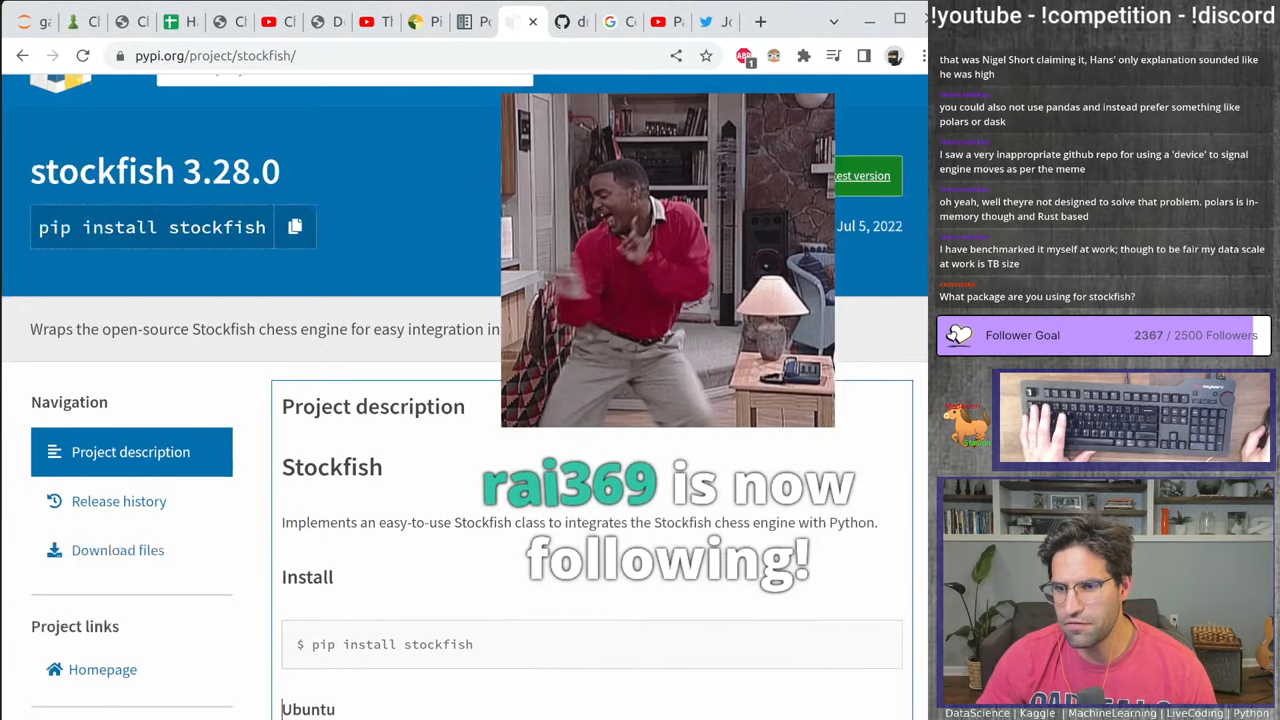 !youtube - !competition - !discord
pypi.org/project/stockfish/
stockfish 3.28.0
pip install stockfish
test version
Jul 5, 2022
Wraps the open-source Stockfish chess engine for easy integration in
Navigation
Project description
Release history
Download files
Project links
Homepage
Project description
Stockfish
Implements an easy-to-use Stockfish class to integrates the Stockfish chess engine with Python.
Install
$ pip install stockfish
Ubuntu
rai369 is now
following!
that was Nigel Short claiming it, Hans' only explanation sounded like
he was high
you could also not use pandas and instead prefer something like
polars or dask
I saw a very inappropriate github repo for using a 'device' to signal
engine moves as per the meme
oh yeah, well theyre not designed to solve that problem. polars is in-
memory though and Rust based
I have benchmarked it myself at work; though to be fair my data scale
at work is TB size
What package are you using for stockfish?
Follower Goal
2367 / 2500 Followers
Medallion
Stallion
DataScience | Kaggle | MachineLearning | LiveCoding | Python